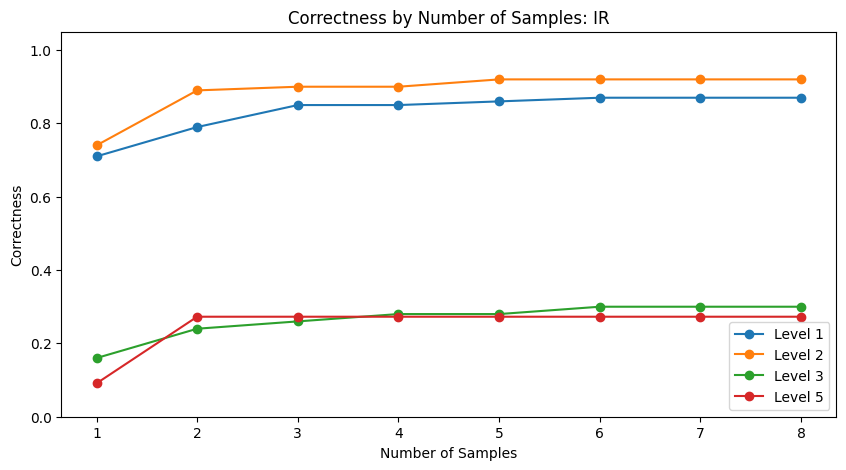 Correctness by Number of Samples: IR
Correctness
1.0
0.8
0.6
0.4
0.2
0.0
1 2 3 4 5 6 7 8
Number of Samples
Level 1
Level 2
Level 3
Level 5